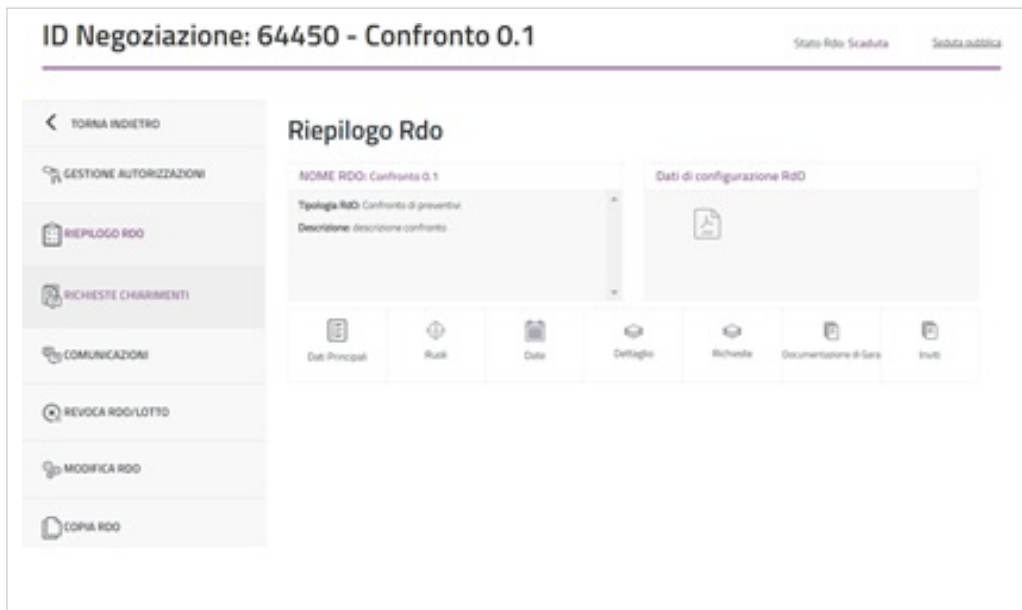 ID Negoziazione: 64450 - Confronto 0.1
Stato Rdo: Scaduta
Seduta pubblica
TORNA INDIETRO
GESTIONE AUTORIZZAZIONI
RIEPILOGO RDO
RICHIESTE CHIARIMENTI
COMUNICAZIONI
REVOCA RDO/LOTTO
MODIFICA RDO
COPIA RDO
Riepilogo Rdo
NOME RDO: Confronto 0.1
Tipologia RdO: Confronto di preventivi
Descrizione: descrizione confronto
Dati di configurazione RdO
Dati Principali
Ruoli
Date
Dettaglio
Richieste
Documentazione di Gara
Inviti